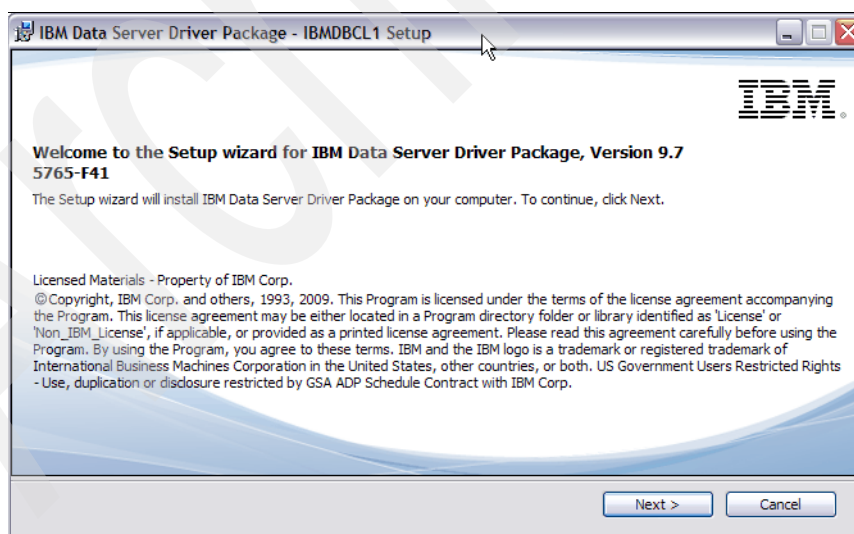 IBM Data Server Driver Package - IBMDBCL1 Setup
IBM
Welcome to the Setup wizard for IBM Data Server Driver Package, Version 9.7
5765-F41
The Setup wizard will install IBM Data Server Driver Package on your computer. To continue, click Next.
Licensed Materials - Property of IBM Corp.
©Copyright, IBM Corp. and others, 1993, 2009. This Program is licensed under the terms of the license agreement accompanying
the Program. This license agreement may be either located in a Program directory folder or library identified as 'License' or
'Non_IBM_License', if applicable, or provided as a printed license agreement. Please read this agreement carefully before using the
Program. By using the Program, you agree to these terms. IBM and the IBM logo is a trademark or registered trademark of
International Business Machines Corporation in the United States, other countries, or both. US Government Users Restricted Rights
- Use, duplication or disclosure restricted by GSA ADP Schedule Contract with IBM Corp.
Next >
Cancel